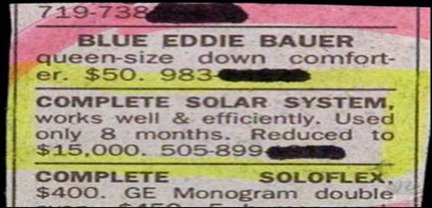 719-738
BLUE EDDIE BAUER
queen-size down comfort-
er. $50. 983-
COMPLETE SOLAR SYSTEM,
works well & efficiently. Used
only 8 months. Reduced to
$15,000. 505-899-
COMPLETE SOLOFLEX,
$400. GE Monogram double